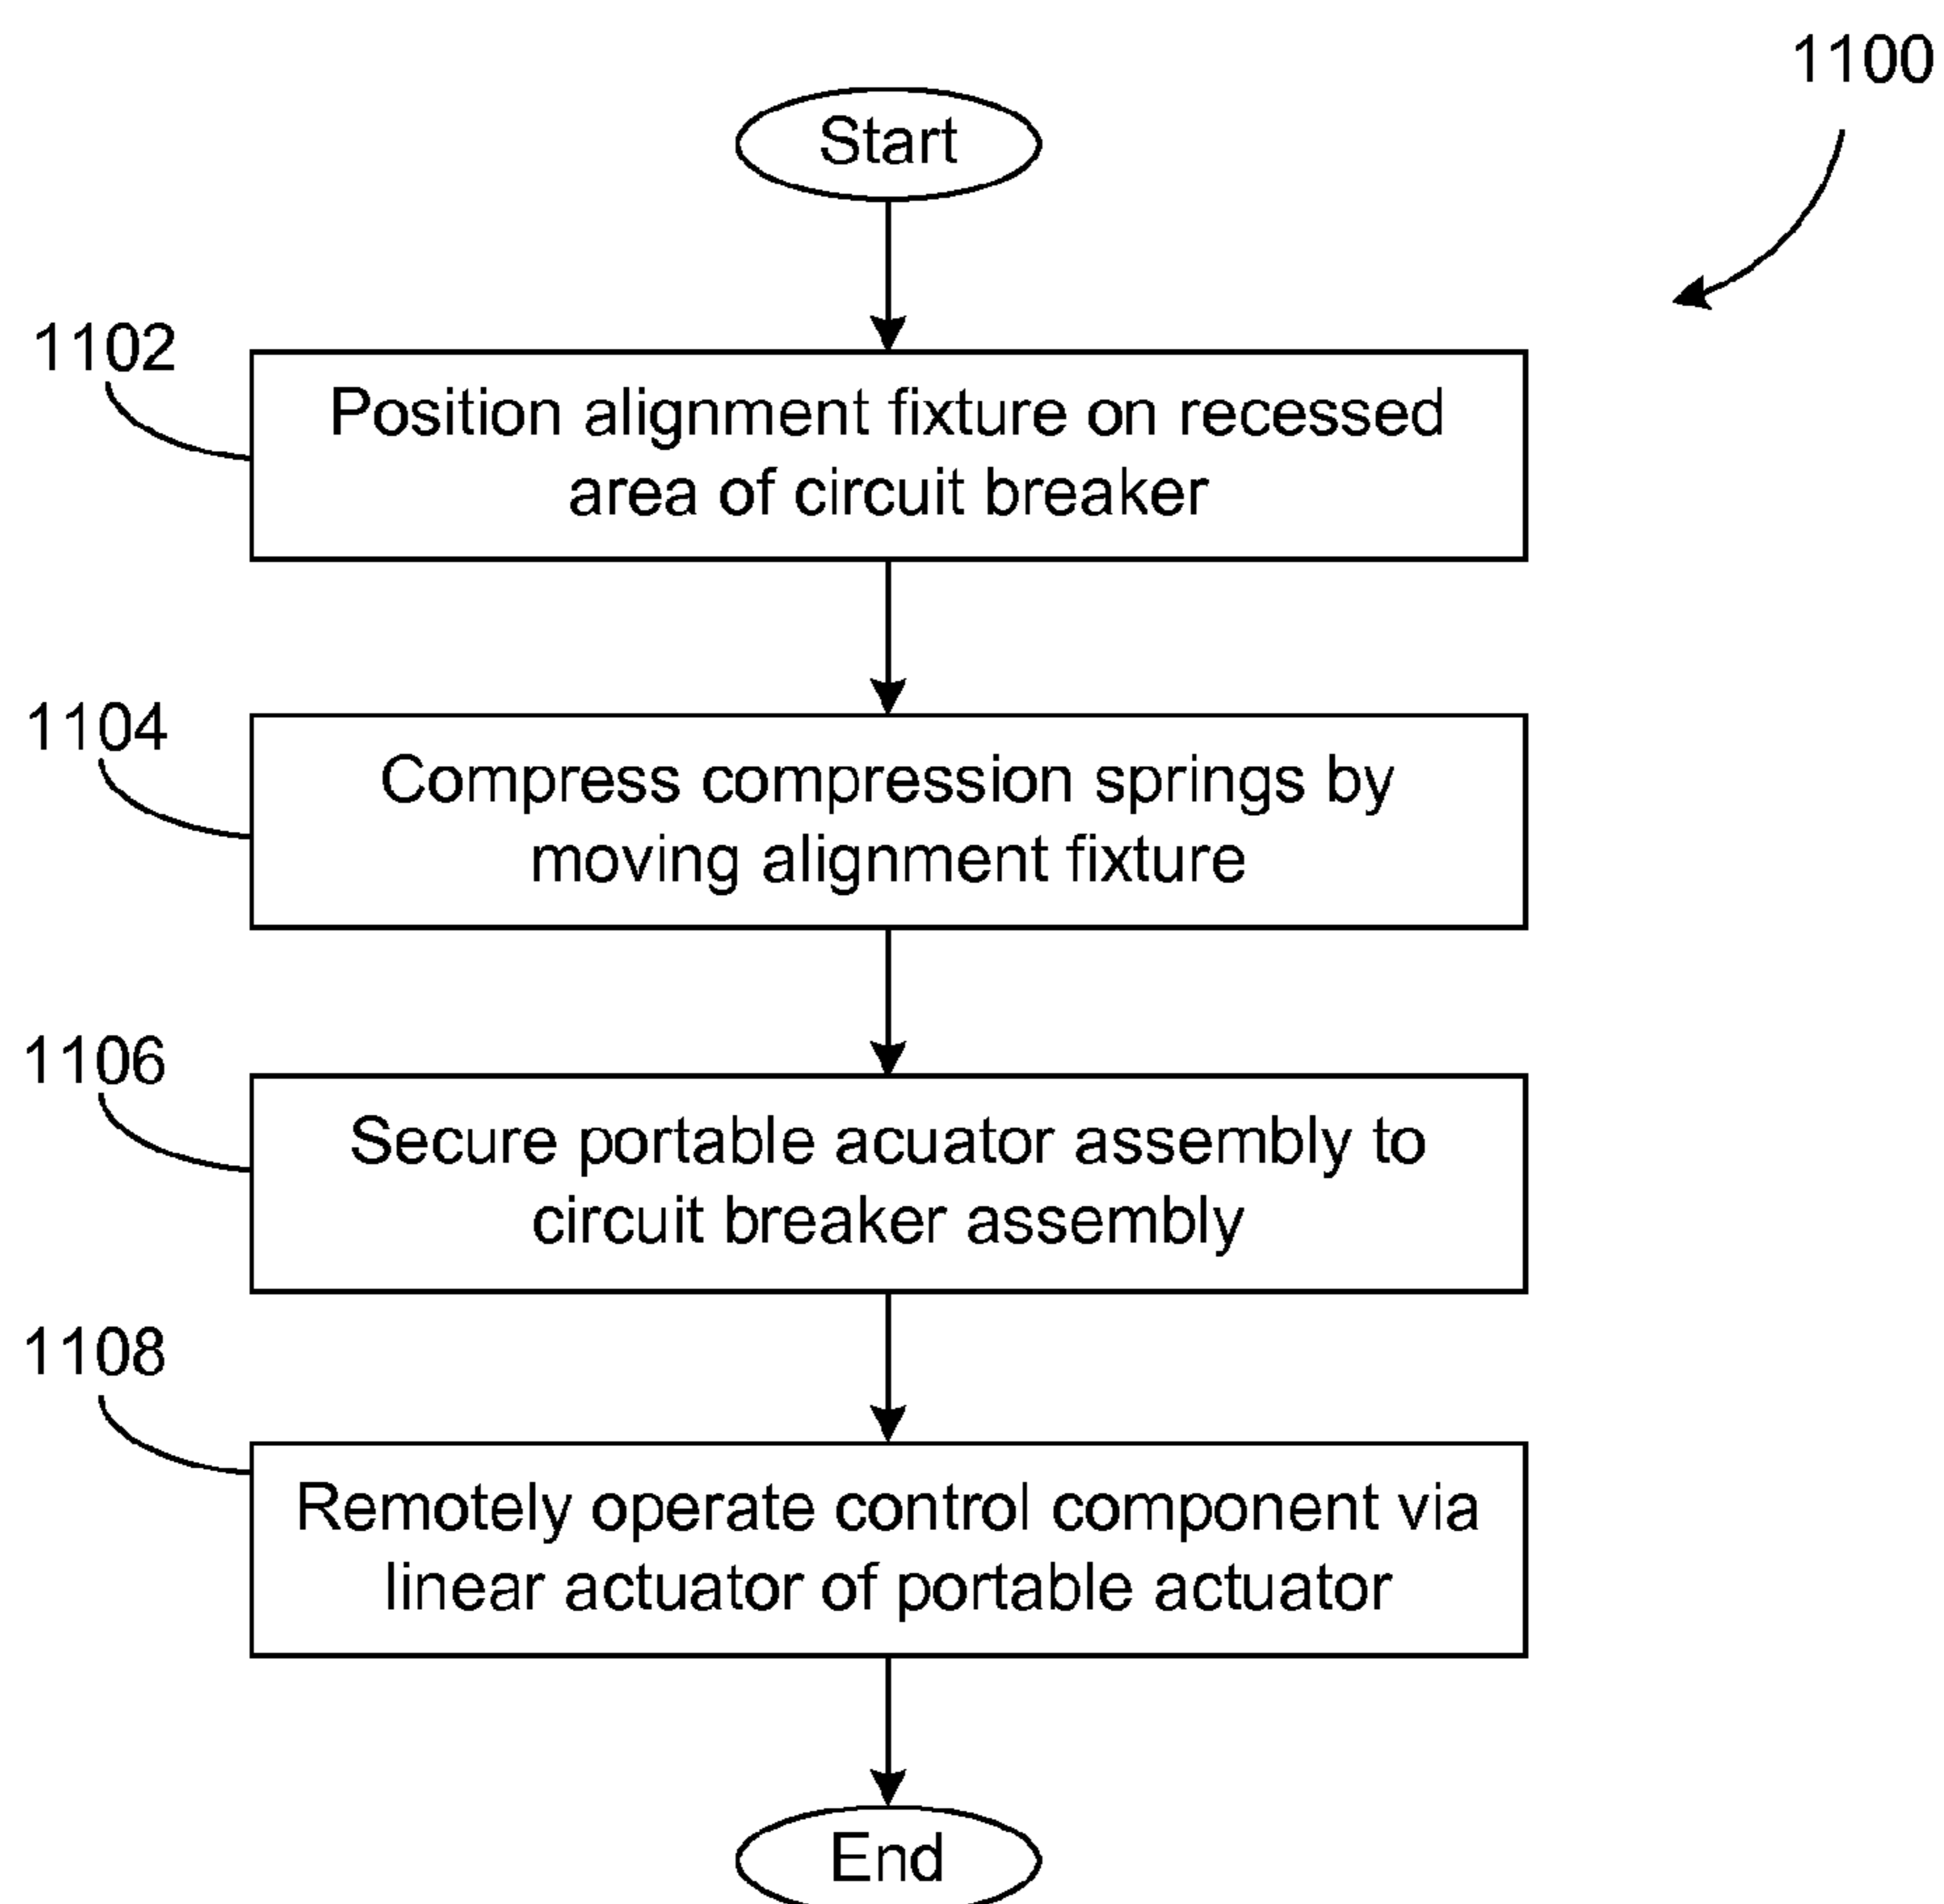 1100
Start
1102
Position alignment fixture on recessed
area of circuit breaker
1104
Compress compression springs by
moving alignment fixture
1106
Secure portable acuator assembly to
circuit breaker assembly
1108
Remotely operate control component via
linear actuator of portable actuator
End